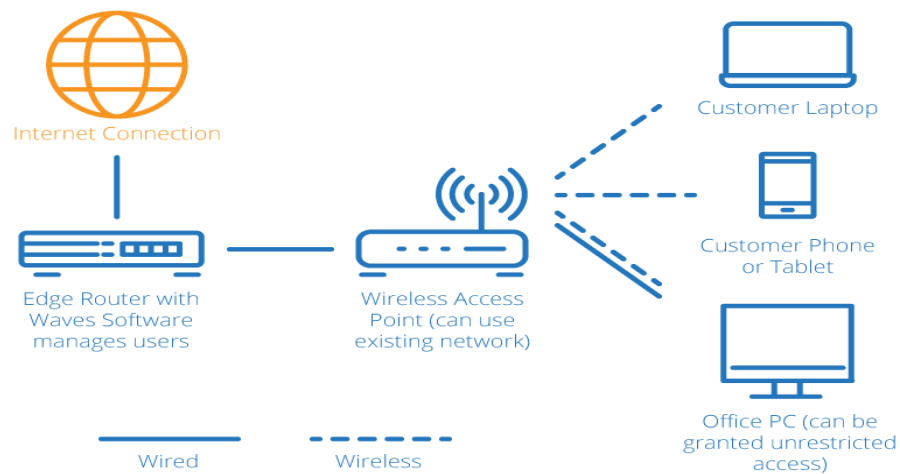 Internet Connection
Customer Laptop
Customer Phone
or Tablet
Edge Router with
Waves Software
manages users
Wireless Access
Point (can use
existing network)
Office PC (can be
granted unrestricted
access)
Wired
Wireless